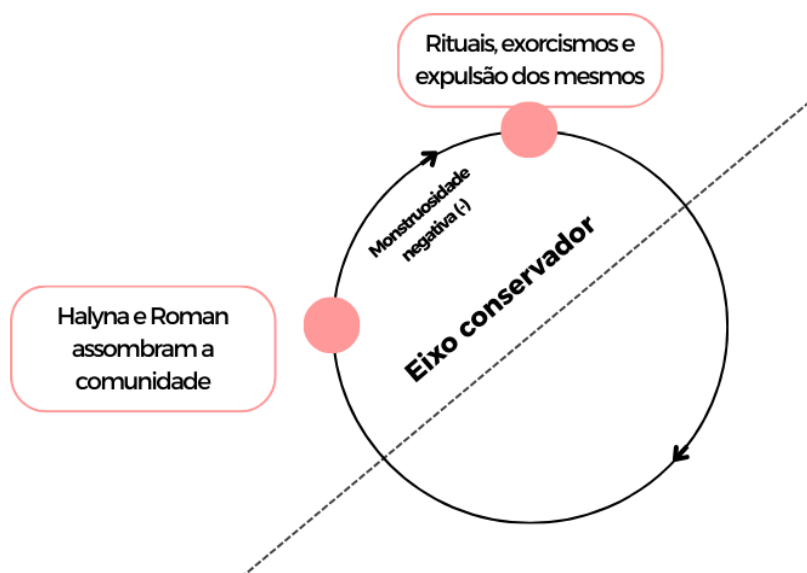 Rituais, exorcismos e
expulsão dos mesmos
Monstruosidade
negativa (-)
Eixo conservador
Halyna e Roman
assombram a
comunidade